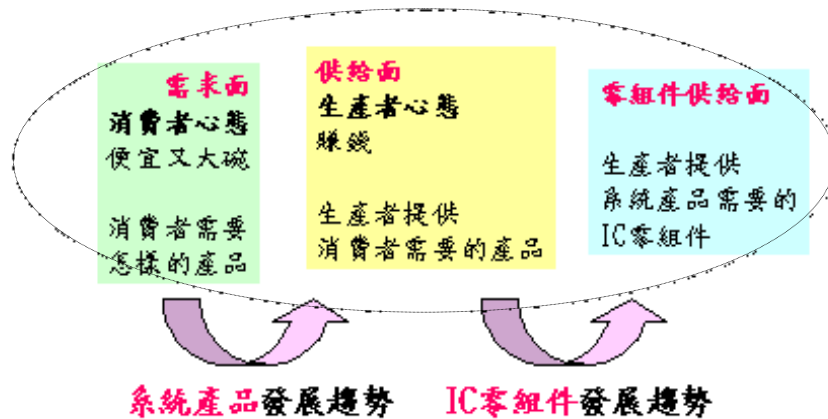 需求面
消費者心態
便宜又大碗
消費者需要
怎樣的產品
供給面
生產者心態
賺錢
生產者提供
消費者需要的產品
零組件供給面
生產者提供
系統產品需要的
IC零組件
系統產品發展趨勢
IC零組件發展趨勢